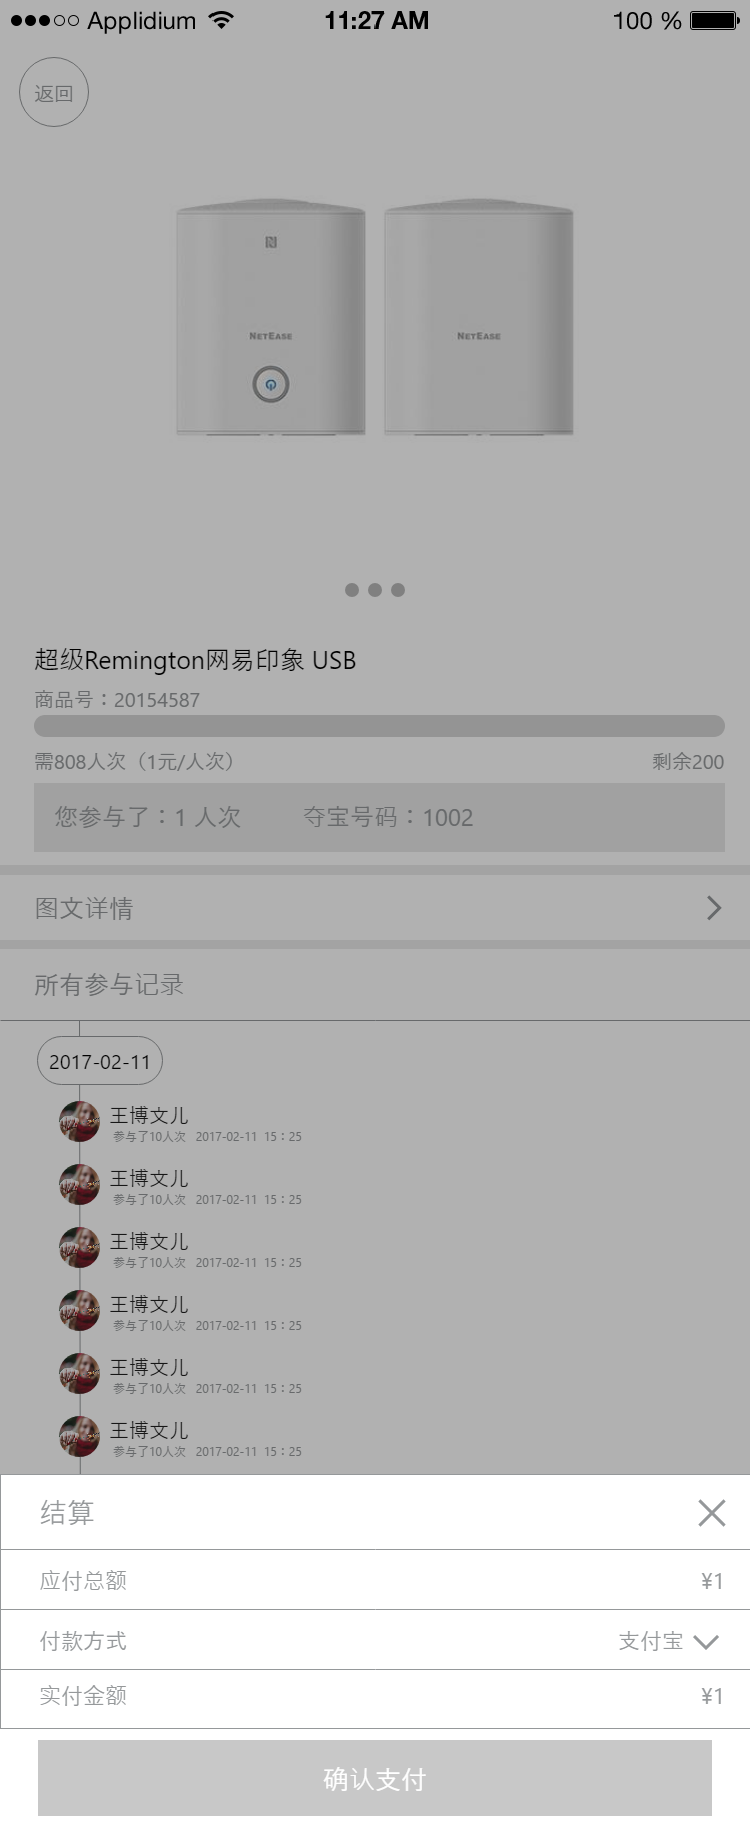 Applidium 11:27 AM 100 %
返回
NETEASE NETEASE
超级Remington网易印象 USB
商品号：20154587
需808人次（1元/人次） 剩余200
您参与了：1 人次 夺宝号码：1002
图文详情
所有参与记录
2017-02-11
王博文儿
参与了10人次 2017-02-11 15：25
王博文儿
参与了10人次 2017-02-11 15：25
王博文儿
参与了10人次 2017-02-11 15：25
王博文儿
参与了10人次 2017-02-11 15：25
王博文儿
参与了10人次 2017-02-11 15：25
王博文儿
参与了10人次 2017-02-11 15：25
结算
应付总额 ¥1
付款方式 支付宝
实付金额 ¥1
确认支付